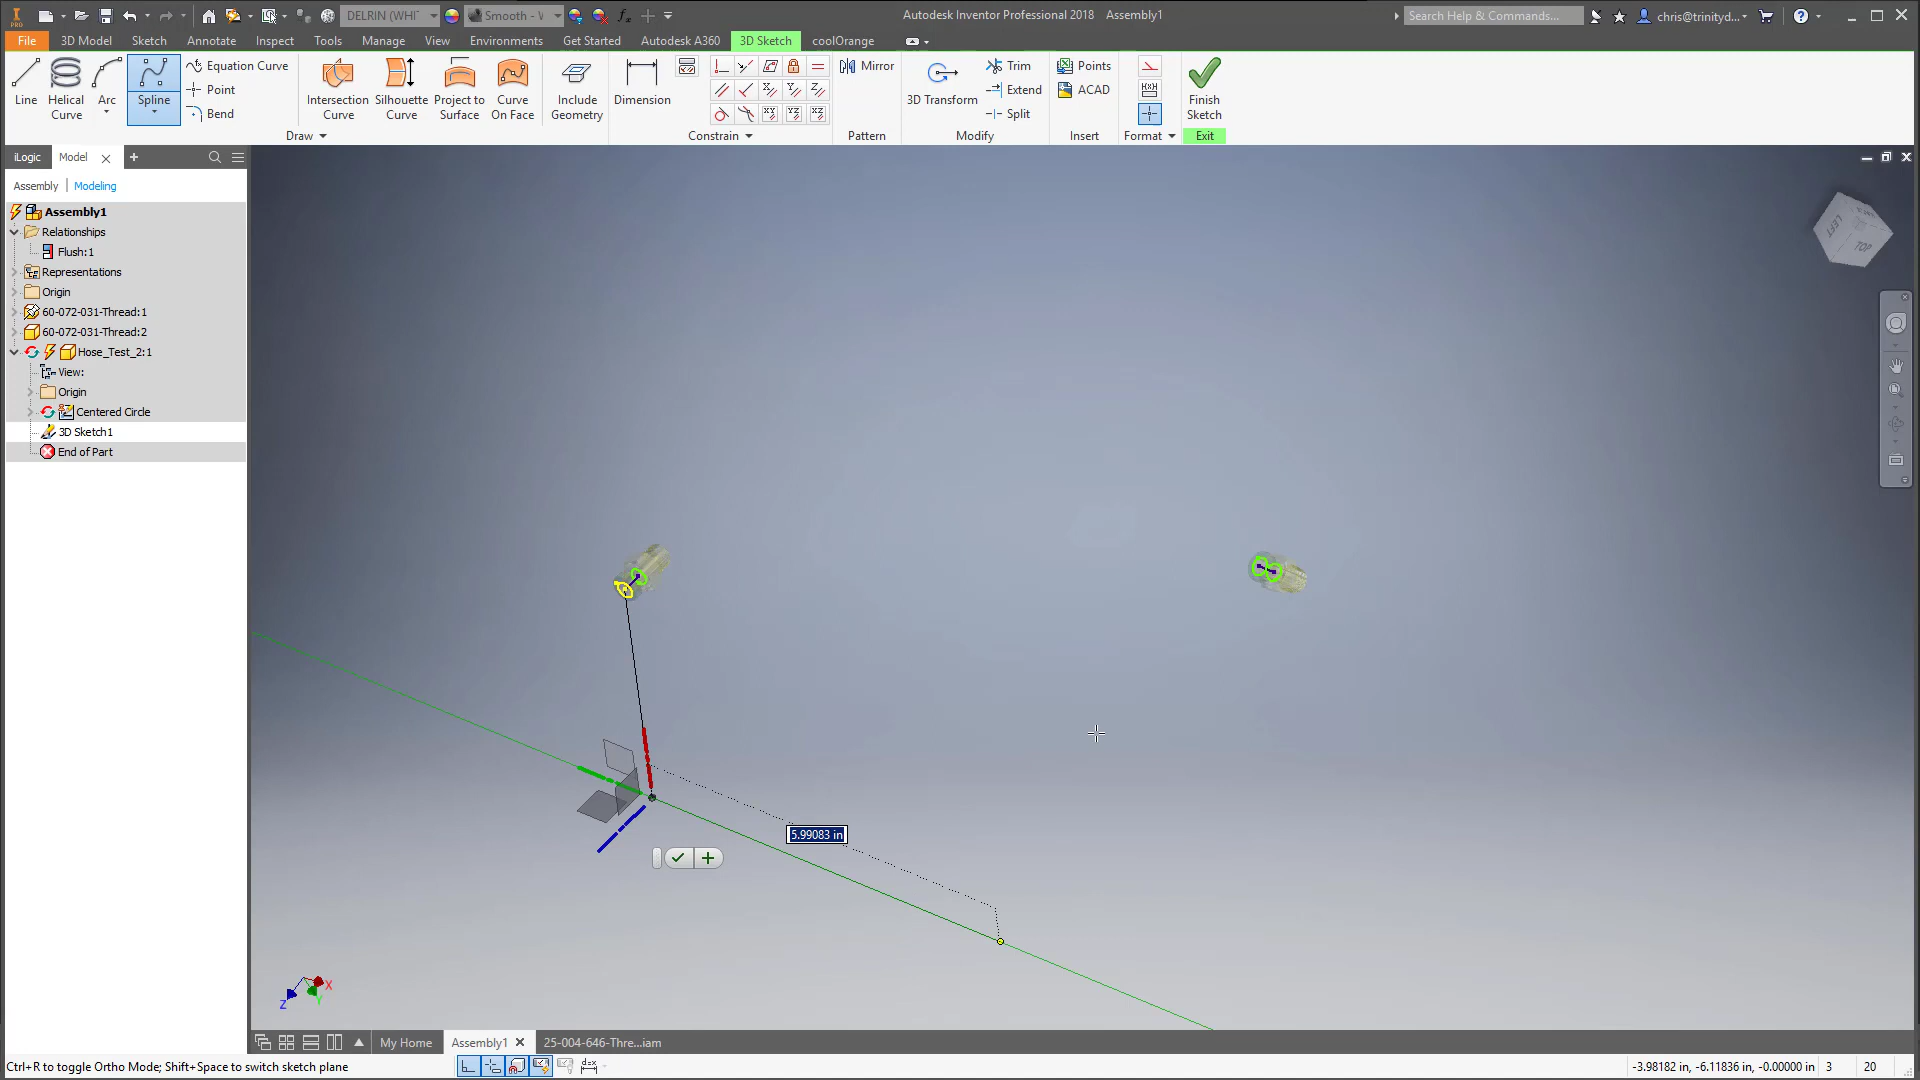 PRO
DELRIN (WHI
Smooth - V
Autodesk Inventor Professional 2018 Assembly1
Search Help & Commands...
chris@trinityd...
File
3D Model
Sketch
Annotate
Inspect
Tools
Manage
View
Environments
Get Started
Autodesk A360
3D Sketch
coolOrange
Line
Helical
Curve
Arc
Spline
Equation Curve
Point
Bend
Intersection
Curve
Silhouette
Curve
Project to
Surface
Curve
On Face
Include
Geometry
Dimension
Mirror
3D Transform
Trim
Extend
Split
Points
ACAD
Finish
Sketch
Draw
Constrain
Pattern
Modify
Insert
Format
Exit
iLogic
Model
Assembly
Modeling
Assembly1
Relationships
Flush:1
Representations
Origin
60-072-031-Thread:1
60-072-031-Thread:2
Hose_Test_2:1
View:
Origin
Centered Circle
3D Sketch1
End of Part
LEFT
TOP
5.99083 in
X
Y
Z
My Home
Assembly1
25-004-646-Thre...iam
Ctrl+R to toggle Ortho Mode; Shift+Space to switch sketch plane
-3.98182 in, -6.11836 in, -0.00000 in
3
20